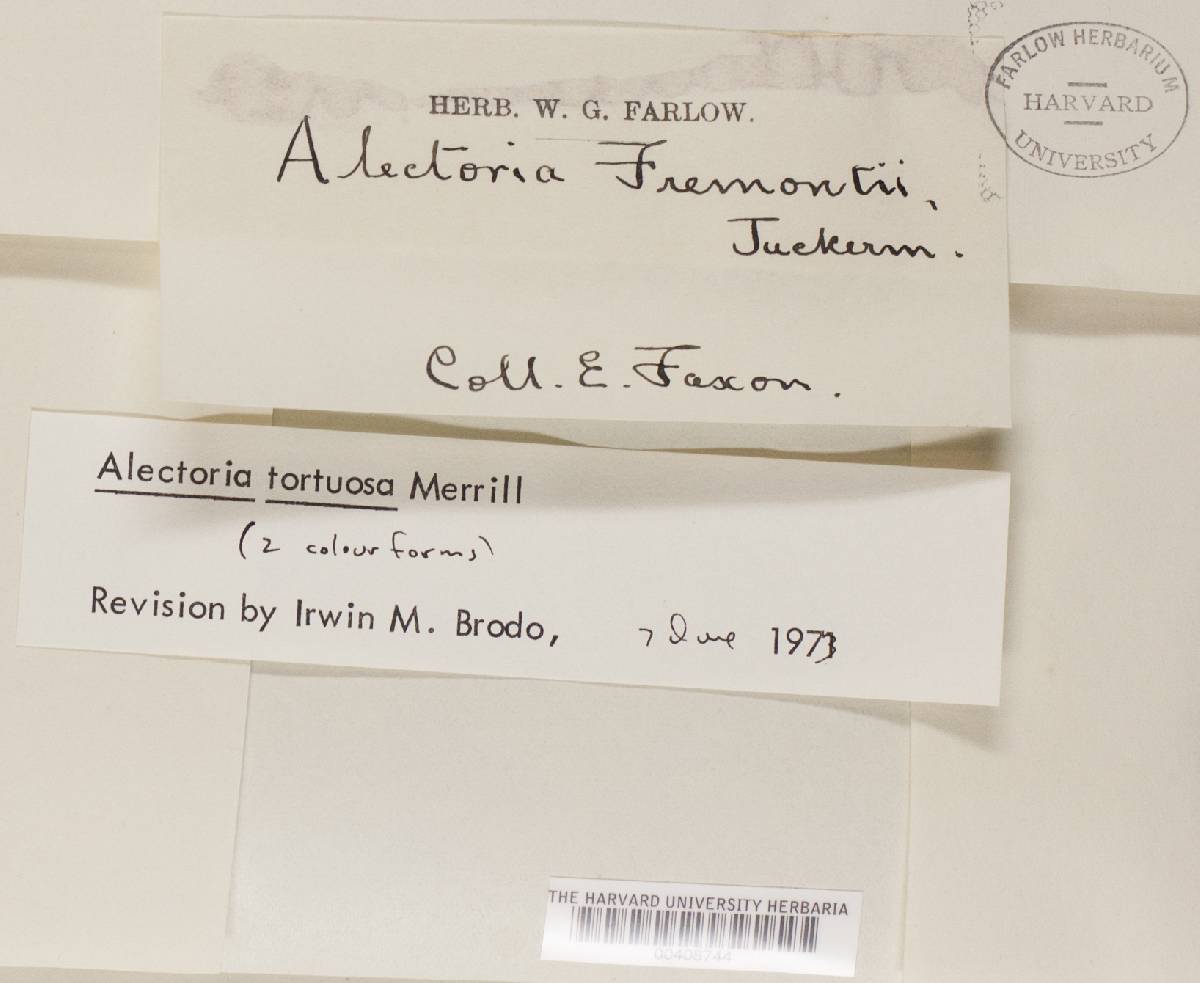 FARLOW HERBARIUM
HARVARD
UNIVERSITY
HERB. W. G. FARLOW.
Alectoria Fremontii,
Tuckerm.
Coll. E. Faxon.
Alectoria tortuosa Merrill
(2 colour forms)
Revision by Irwin M. Brodo, 7 June 1973
THE HARVARD UNIVERSITY HERBARIA
00408744